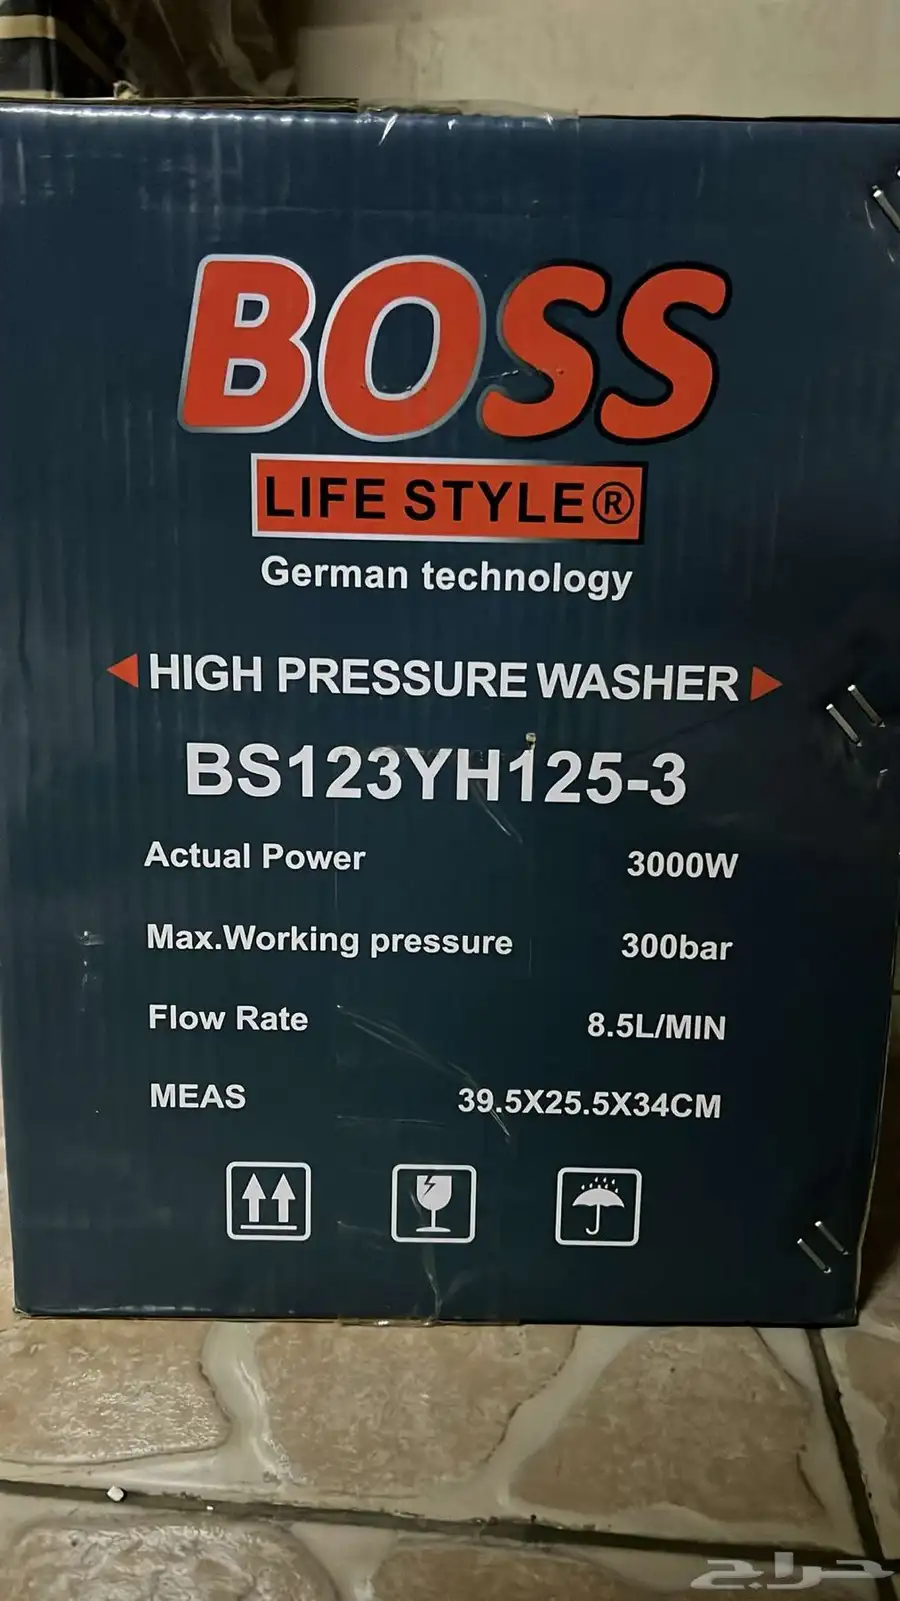 BOSS
LIFE STYLE®
German technology
HIGH PRESSURE WASHER
BS123YH125-3
Actual Power 3000W
Max.Working pressure 300bar
Flow Rate 8.5L/MIN
MEAS 39.5X25.5X34CM
حراج